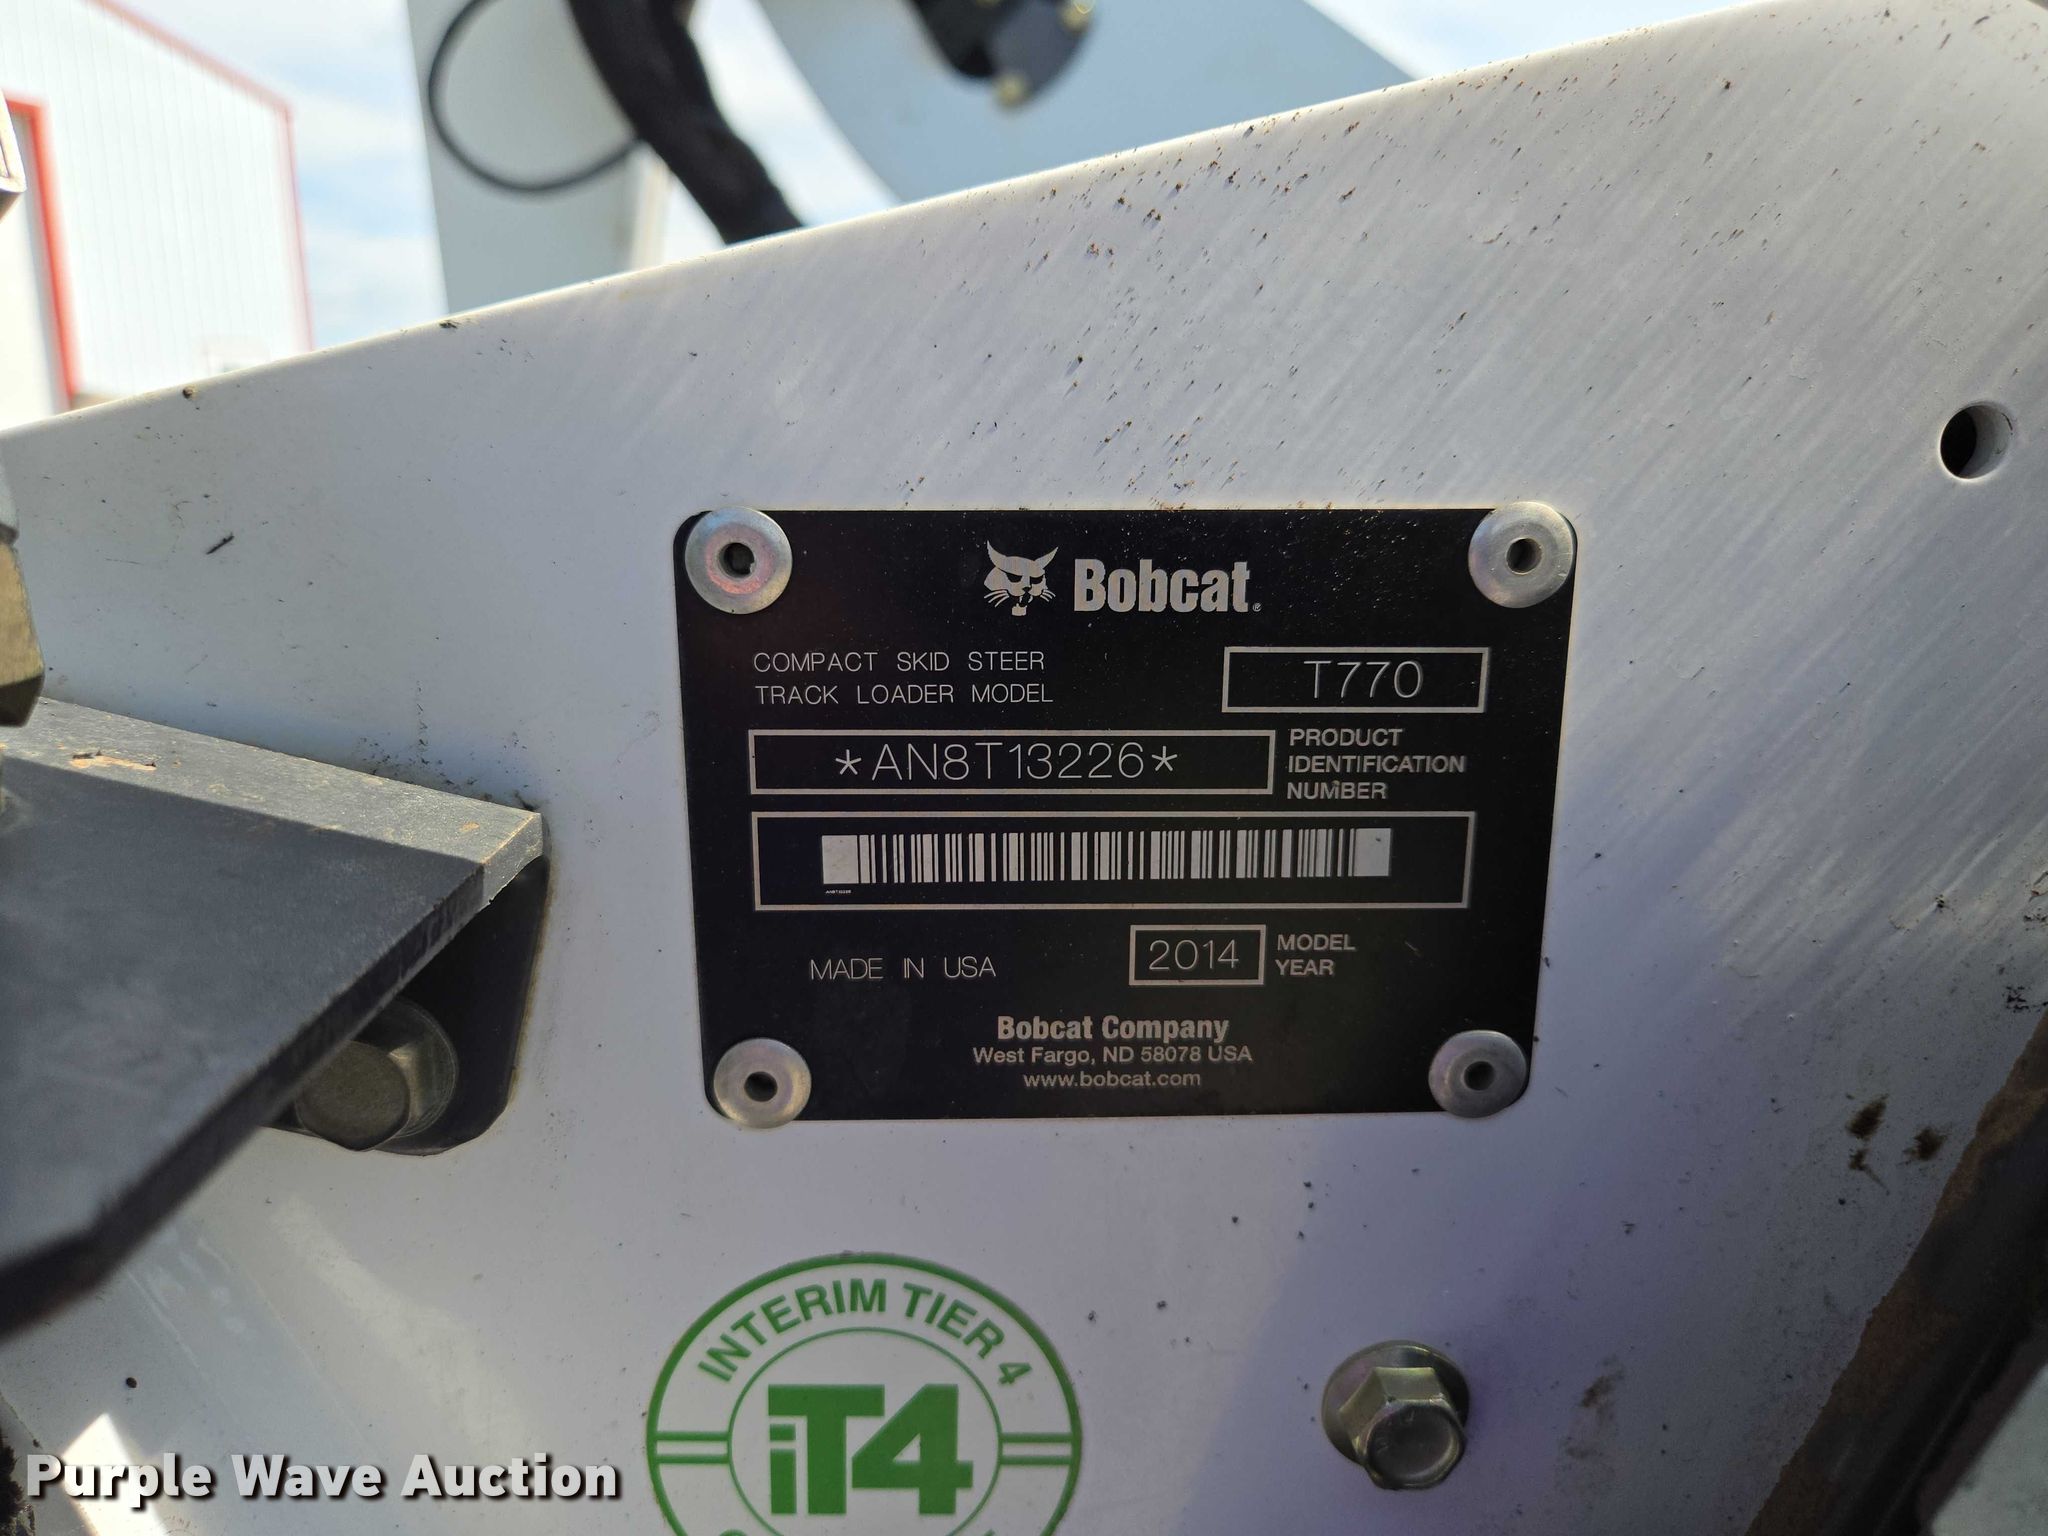 Bobcat®
COMPACT SKID STEER
TRACK LOADER MODEL
T770
*AN8T13226*
PRODUCT
IDENTIFICATION
NUMBER
AN8T13226
MADE IN USA
2014
MODEL
YEAR
Bobcat Company
West Fargo, ND 58078 USA
www.bobcat.com
INTERIM TIER 4
iT4
Purple Wave Auction